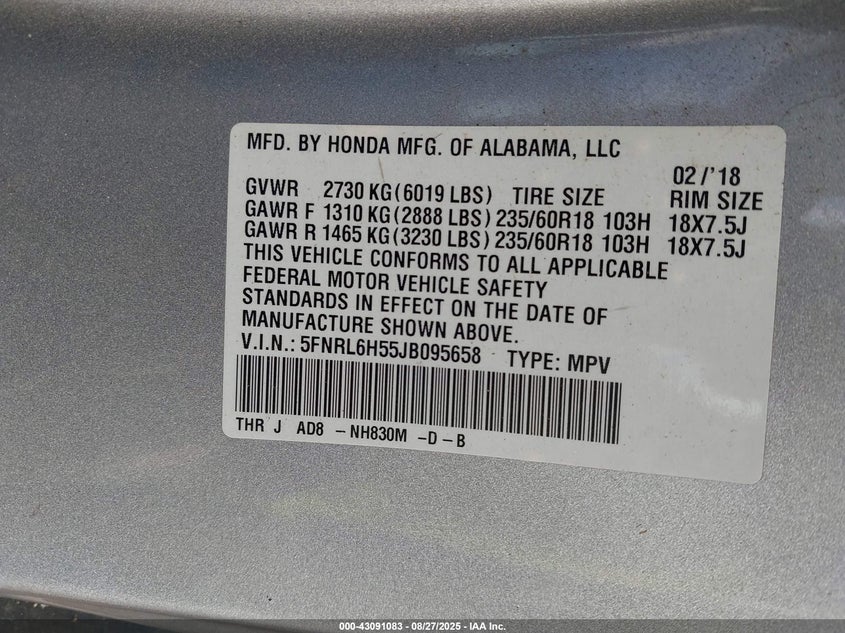 MFD. BY HONDA MFG. OF ALABAMA, LLC
02/'18
GVWR 2730 KG(6019 LBS) TIRE SIZE RIM SIZE
GAWR F 1310 KG(2888 LBS) 235/60R18 103H 18X7.5J
GAWR R 1465 KG(3230 LBS) 235/60R18 103H 18X7.5J
THIS VEHICLE CONFORMS TO ALL APPLICABLE
FEDERAL MOTOR VEHICLE SAFETY
STANDARDS IN EFFECT ON THE DATE OF
MANUFACTURE SHOWN ABOVE.
V.I.N.: 5FNRL6H55JB095658 TYPE: MPV
THR J AD8 -NH830M -D-B
000-43091083 - 08/27/2025 - IAA Inc.